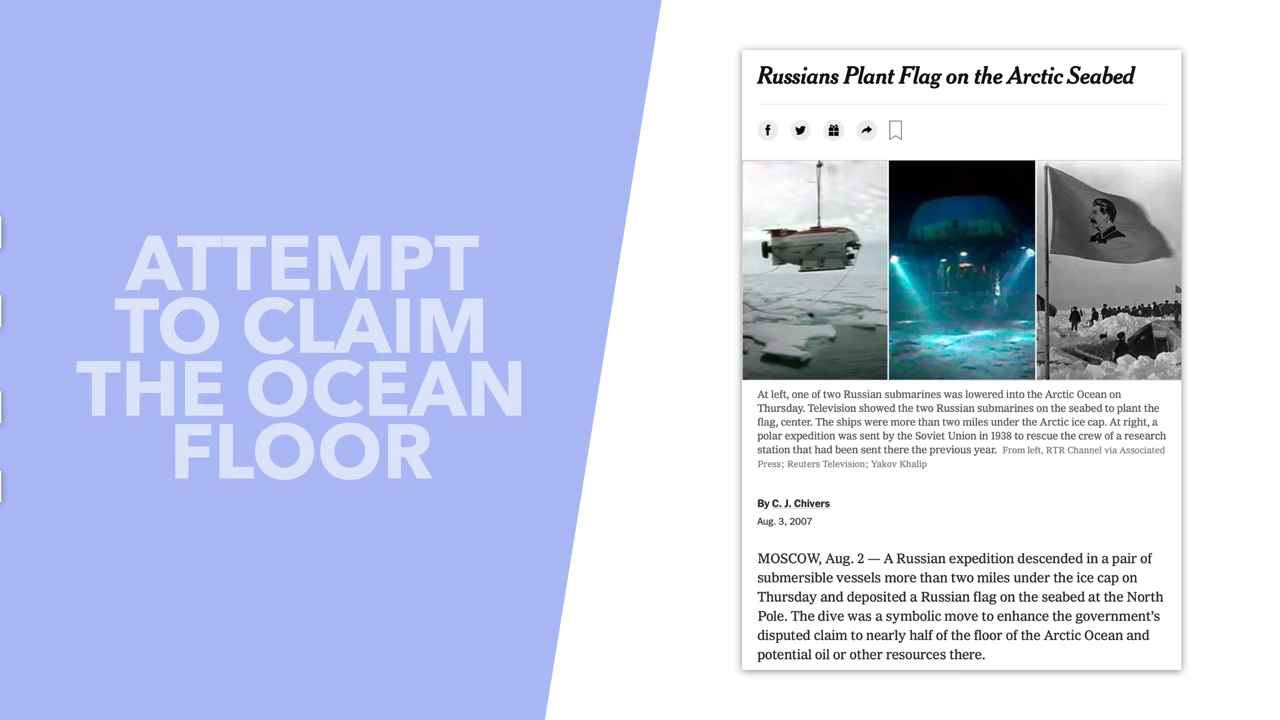 ATTEMPT
TO CLAIM
THE OCEAN
FLOOR
Russians Plant Flag on the Arctic Seabed
At left, one of two Russian submarines was lowered into the Arctic Ocean on
Thursday. Television showed the two Russian submarines on the seabed to plant the
flag, center. The ships were more than two miles under the Arctic ice cap. At right, a
polar expedition was sent by the Soviet Union in 1938 to rescue the crew of a research
station that had been sent there the previous year. From left, RTR Channel via Associated
Press; Reuters Television; Yakov Khalip
By C. J. Chivers
Aug. 3, 2007
MOSCOW, Aug. 2 — A Russian expedition descended in a pair of
submersible vessels more than two miles under the ice cap on
Thursday and deposited a Russian flag on the seabed at the North
Pole. The dive was a symbolic move to enhance the government’s
disputed claim to nearly half of the floor of the Arctic Ocean and
potential oil or other resources there.